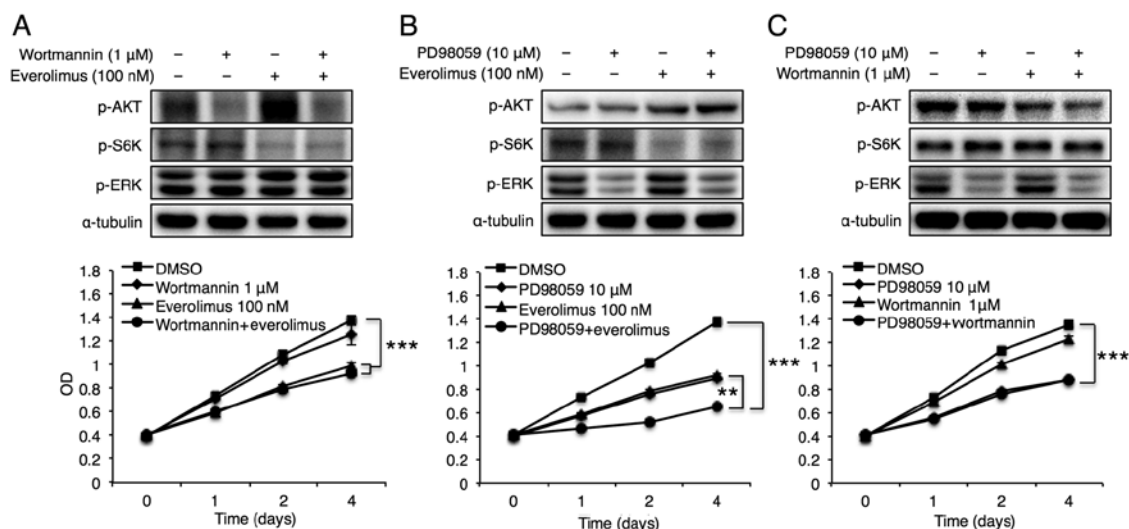 A
Wortmannin (1 µM) – + – +
Everolimus (100 nM) – – + +
p-AKT
p-S6K
p-ERK
α-tubulin
DMSO
Wortmannin 1 µM
Everolimus 100 nM
Wortmannin+everolimus
***
OD
1.8
1.6
1.4
1.2
1
0.8
0.6
0.4
0.2
0 1 2 4
Time (days)
B
PD98059 (10 µM) – + – +
Everolimus (100 nM) – – + +
p-AKT
p-S6K
p-ERK
α-tubulin
DMSO
PD98059 10 µM
Everolimus 100 nM
PD98059+everolimus
***
**
1.8
1.6
1.4
1.2
1
0.8
0.6
0.4
0.2
0 1 2 4
Time (days)
C
PD98059 (10 µM) – + – +
Wortmannin (1 µM) – – + +
p-AKT
p-S6K
p-ERK
α-tubulin
DMSO
PD98059 10 µM
Wortmannin 1µM
PD98059+wortmannin
***
1.8
1.6
1.4
1.2
1
0.8
0.6
0.4
0.2
0 1 2 4
Time (days)